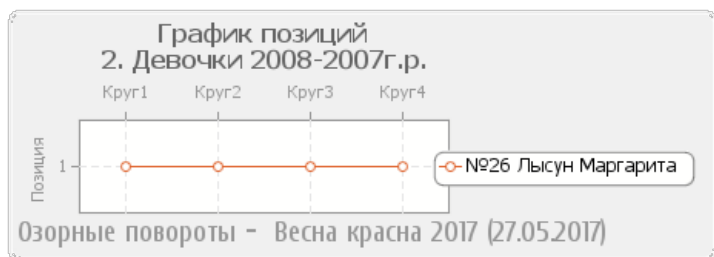 График позиций
2. Девочки 2008-2007г.р.
Круг1 Круг2 Круг3 Круг4
Позиция
1
№26 Лысун Маргарита
Озорные повороты - Весна красна 2017 (27.05.2017)